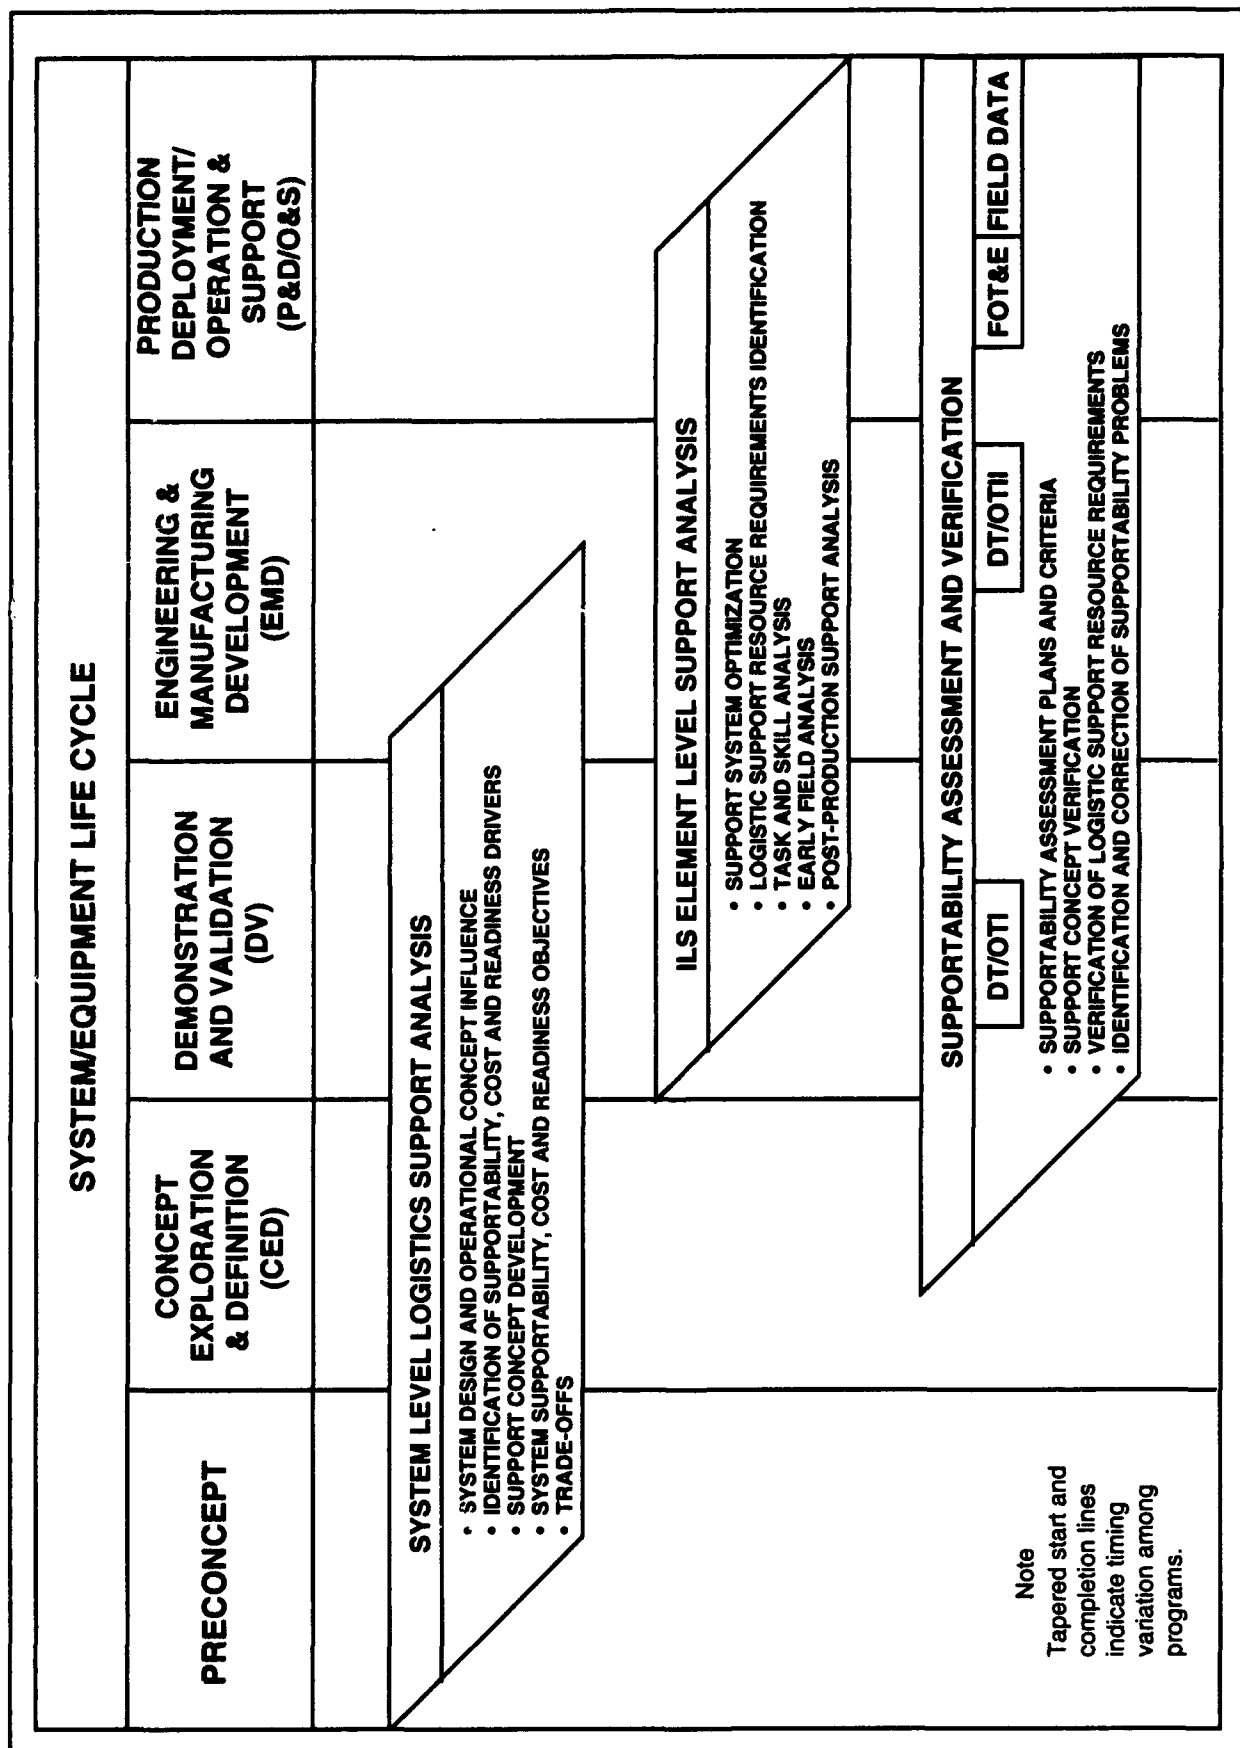 SYSTEM/EQUIPMENT LIFE CYCLE
PRECONCEPT
CONCEPT
EXPLORATION
& DEFINITION
(CED)
DEMONSTRATION
AND VALIDATION
(DV)
ENGINEERING &
MANUFACTURING
DEVELOPMENT
(EMD)
PRODUCTION
DEPLOYMENT/
OPERATION &
SUPPORT
(P&D/O&S)
SYSTEM LEVEL LOGISTICS SUPPORT ANALYSIS
• SYSTEM DESIGN AND OPERATIONAL CONCEPT INFLUENCE
• IDENTIFICATION OF SUPPORTABILITY, COST AND READINESS DRIVERS
• SUPPORT CONCEPT DEVELOPMENT
• SYSTEM SUPPORTABILITY, COST AND READINESS OBJECTIVES
• TRADE-OFFS
ILS ELEMENT LEVEL SUPPORT ANALYSIS
• SUPPORT SYSTEM OPTIMIZATION
• LOGISTIC SUPPORT RESOURCE REQUIREMENTS IDENTIFICATION
• TASK AND SKILL ANALYSIS
• EARLY FIELD ANALYSIS
• POST-PRODUCTION SUPPORT ANALYSIS
SUPPORTABILITY ASSESSMENT AND VERIFICATION
DT/OTI
DT/OTII
FOT&E
FIELD DATA
• SUPPORTABILITY ASSESSMENT PLANS AND CRITERIA
• SUPPORT CONCEPT VERIFICATION
• VERIFICATION OF LOGISTIC SUPPORT RESOURCE REQUIREMENTS
• IDENTIFICATION AND CORRECTION OF SUPPORTABILITY PROBLEMS
Note
Tapered start and
completion lines
indicate timing
variation among
programs.